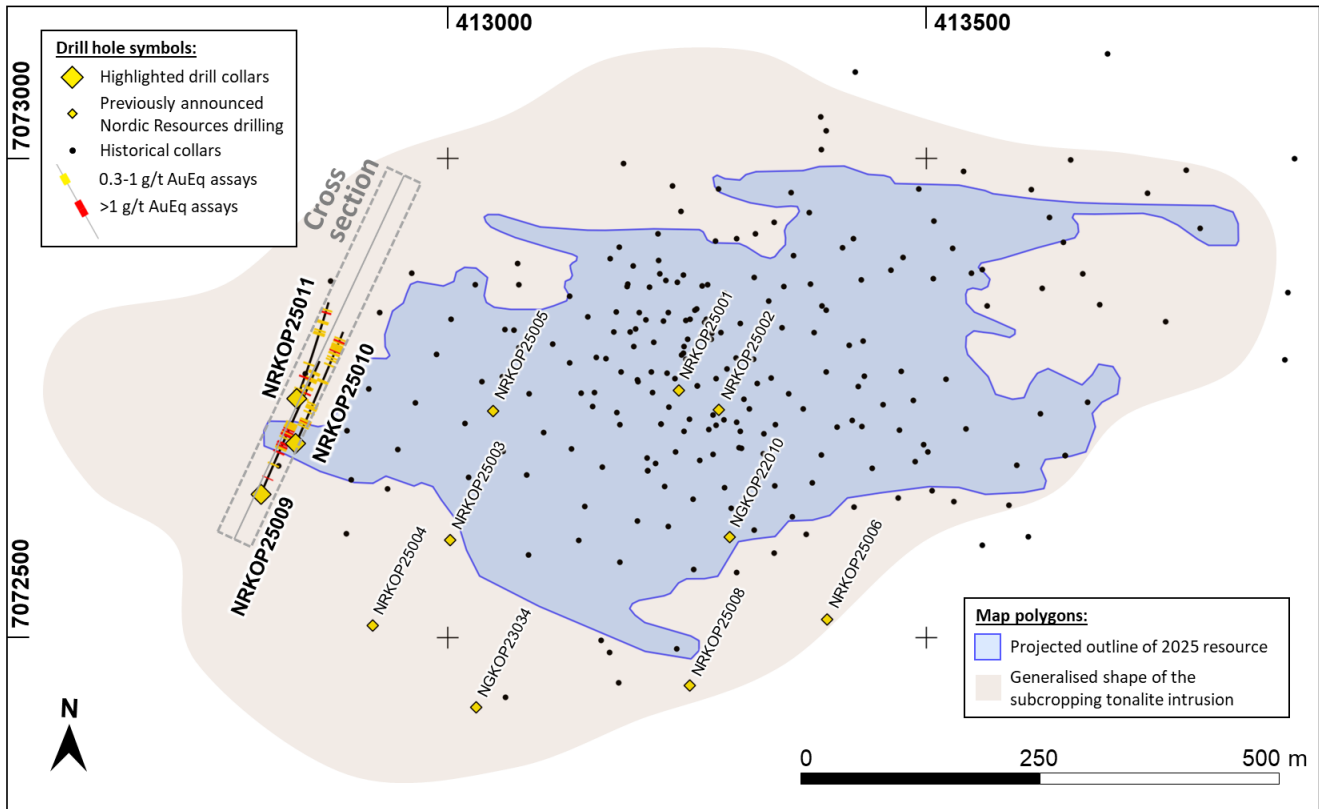 413000
413500
7073000
7072500
Drill hole symbols:
Highlighted drill collars
Previously announced
Nordic Resources drilling
Historical collars
0.3-1 g/t AuEq assays
>1 g/t AuEq assays
Cross
section
NRKOP25011
NRKOP25010
NRKOP25009
NRKOP25005
NRKOP25001
NRKOP25002
NRKOP25003
NRKOP25004
NGKOP22010
NRKOP25006
NGKOP23034
NRKOP25008
Map polygons:
Projected outline of 2025 resource
Generalised shape of the
subcropping tonalite intrusion
N
0 250 500 m